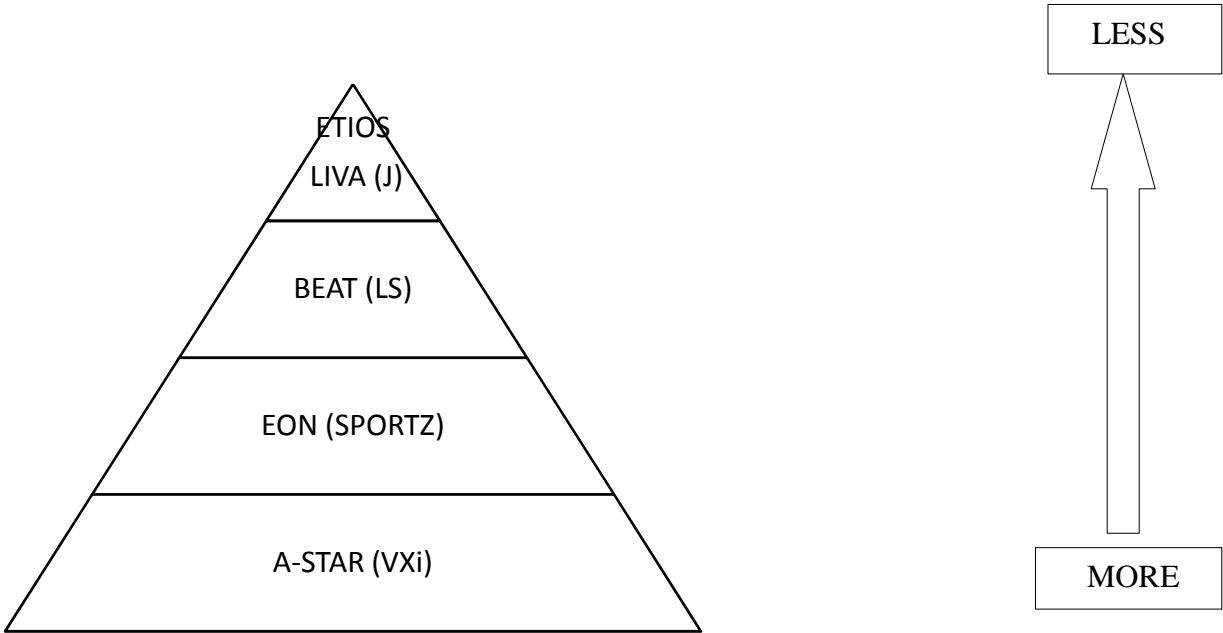 LESS
ETIOS
LIVA (J)
BEAT (LS)
EON (SPORTZ)
A-STAR (VXi)
MORE